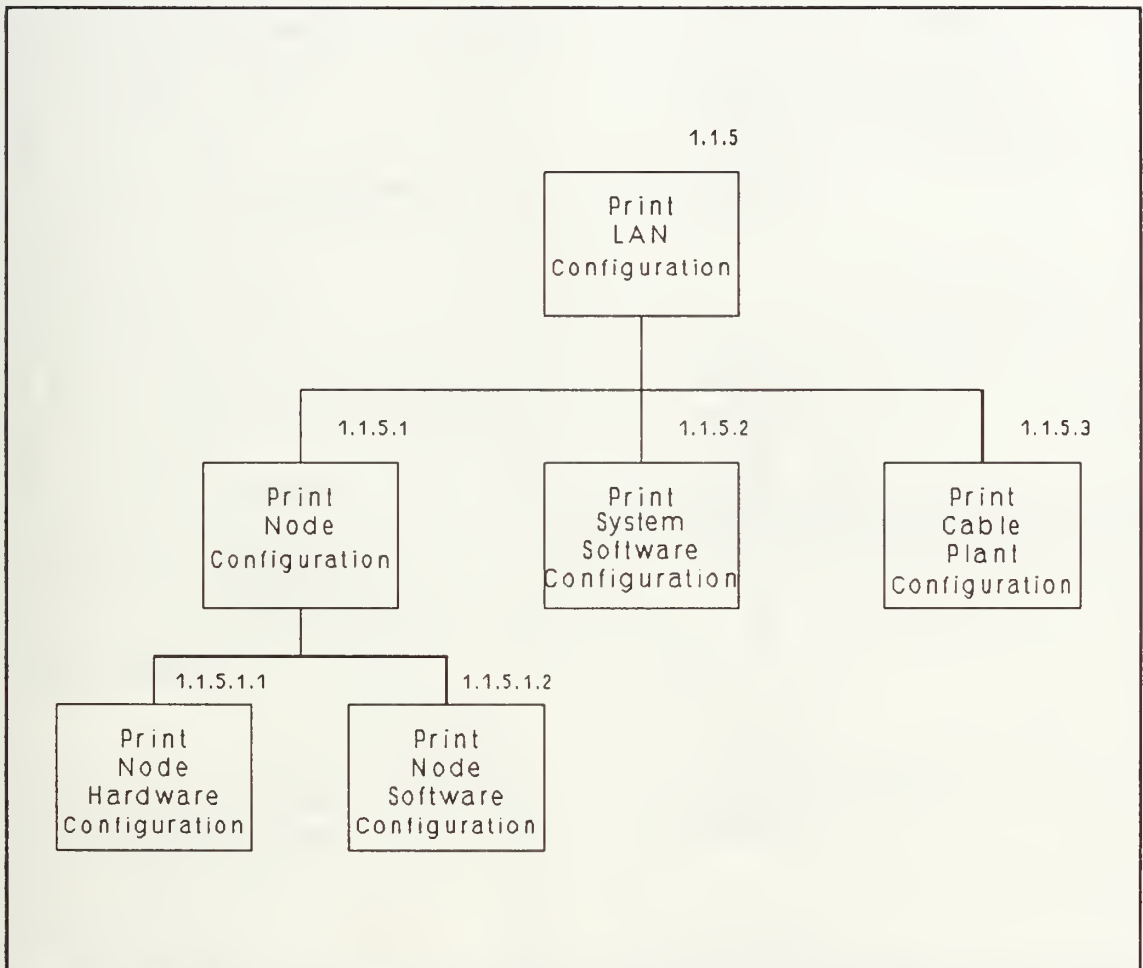 1.1.5
Print
LAN
Configuration
1.1.5.1
Print
Node
Configuration
1.1.5.2
Print
System
Software
Configuration
1.1.5.3
Print
Cable
Plant
Configuration
1.1.5.1.1
Print
Node
Hardware
Configuration
1.1.5.1.2
Print
Node
Software
Configuration